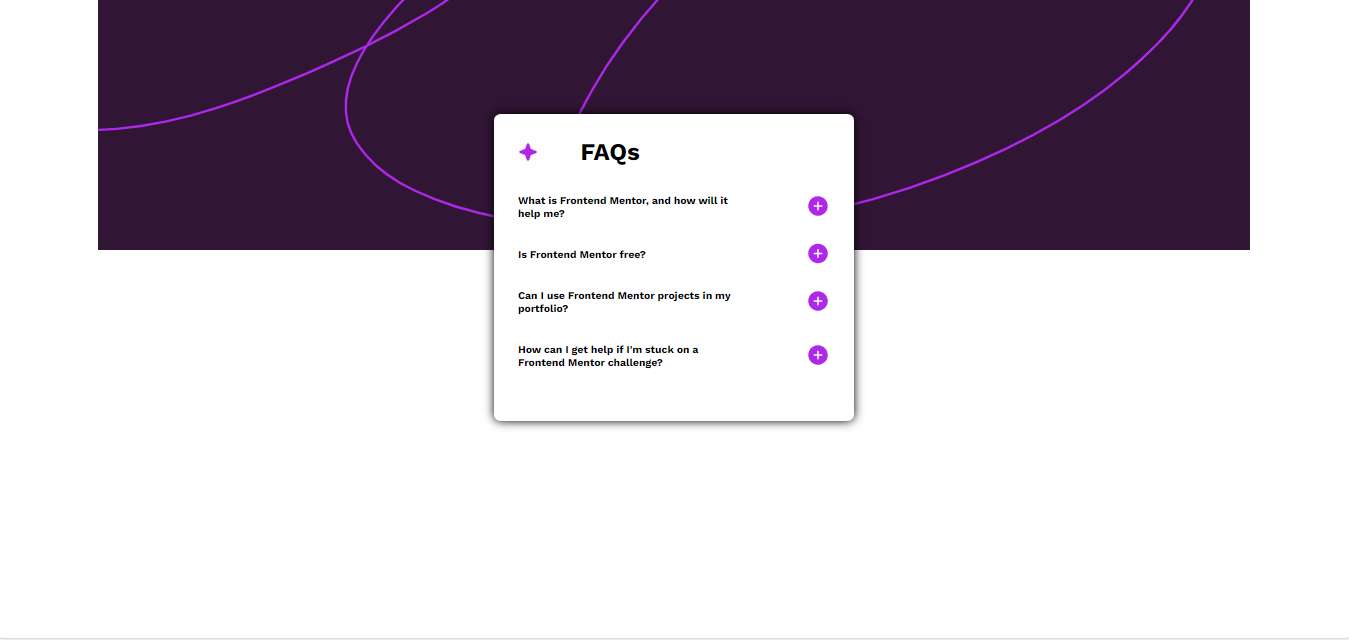 FAQs
What is Frontend Mentor, and how will it
help me?
Is Frontend Mentor free?
Can I use Frontend Mentor projects in my
portfolio?
How can I get help if I'm stuck on a
Frontend Mentor challenge?